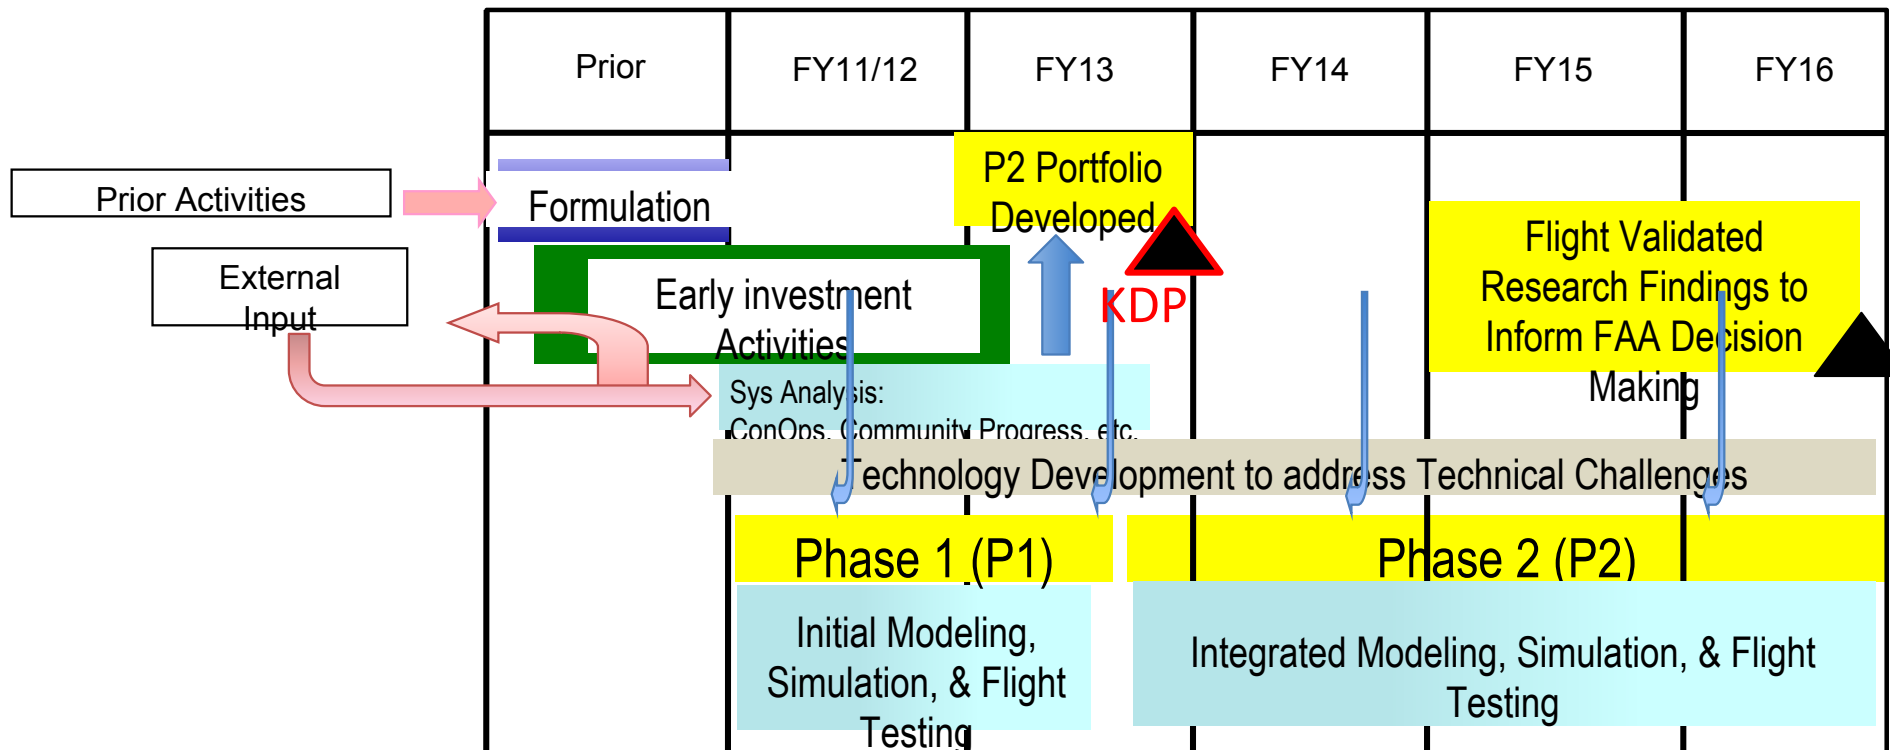 Prior
FY11/12
FY13
FY14
FY15
FY16
Prior Activities
Formulation
P2 Portfolio
Developed
KDP
External
Input
Early investment
Activities
Flight Validated
Research Findings to
Inform FAA Decision
Making
Sys Analysis:
ConOps, Community Progress, etc.
Technology Development to address Technical Challenges
Phase 1 (P1)
Phase 2 (P2)
Initial Modeling,
Simulation, & Flight
Testing
Integrated Modeling, Simulation, & Flight
Testing